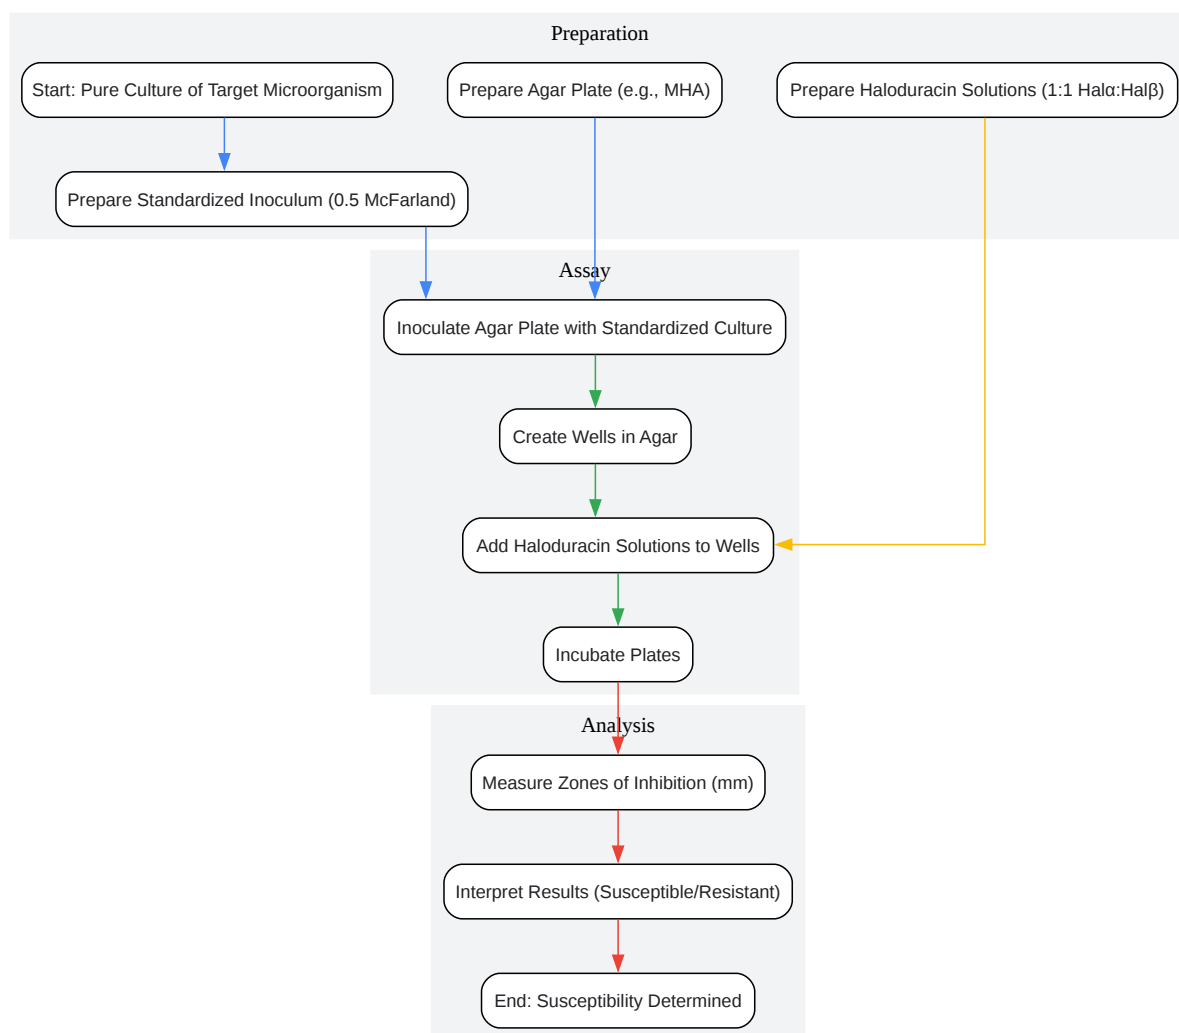 Preparation
Start: Pure Culture of Target Microorganism
Prepare Agar Plate (e.g., MHA)
Prepare Haloduracin Solutions (1:1 Halα:Halβ)
Prepare Standardized Inoculum (0.5 McFarland)
Assay
Inoculate Agar Plate with Standardized Culture
Create Wells in Agar
Add Haloduracin Solutions to Wells
Incubate Plates
Analysis
Measure Zones of Inhibition (mm)
Interpret Results (Susceptible/Resistant)
End: Susceptibility Determined